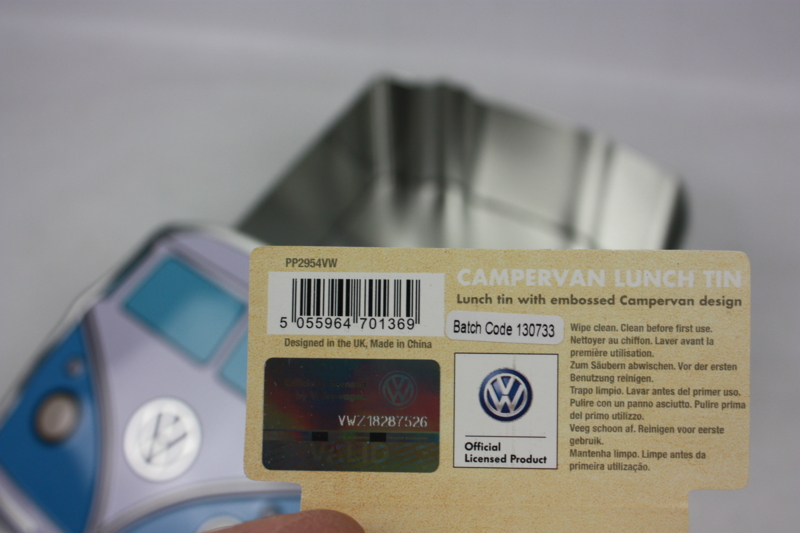 PP2954VW
5 055964 701369
Designed in the UK, Made in China
VWZ18287526
VALID
CAMPERVAN LUNCH TIN
Lunch tin with embossed Campervan design
Batch Code 130733
Official
Licensed Product
Wipe clean. Clean before first use.
Nettoyer au chiffon. Laver avant la
première utilisation.
Zum Säubern abwischen. Vor der ersten
Benutzung reinigen.
Trapo limpio. Lavar antes del primer uso.
Pulire con un panno asciutto. Pulire prima
del primo utilizzo.
Veeg schoon af. Reinigen voor eerste
gebruik.
Mantenha limpo. Limpe antes da
primeira utilização.